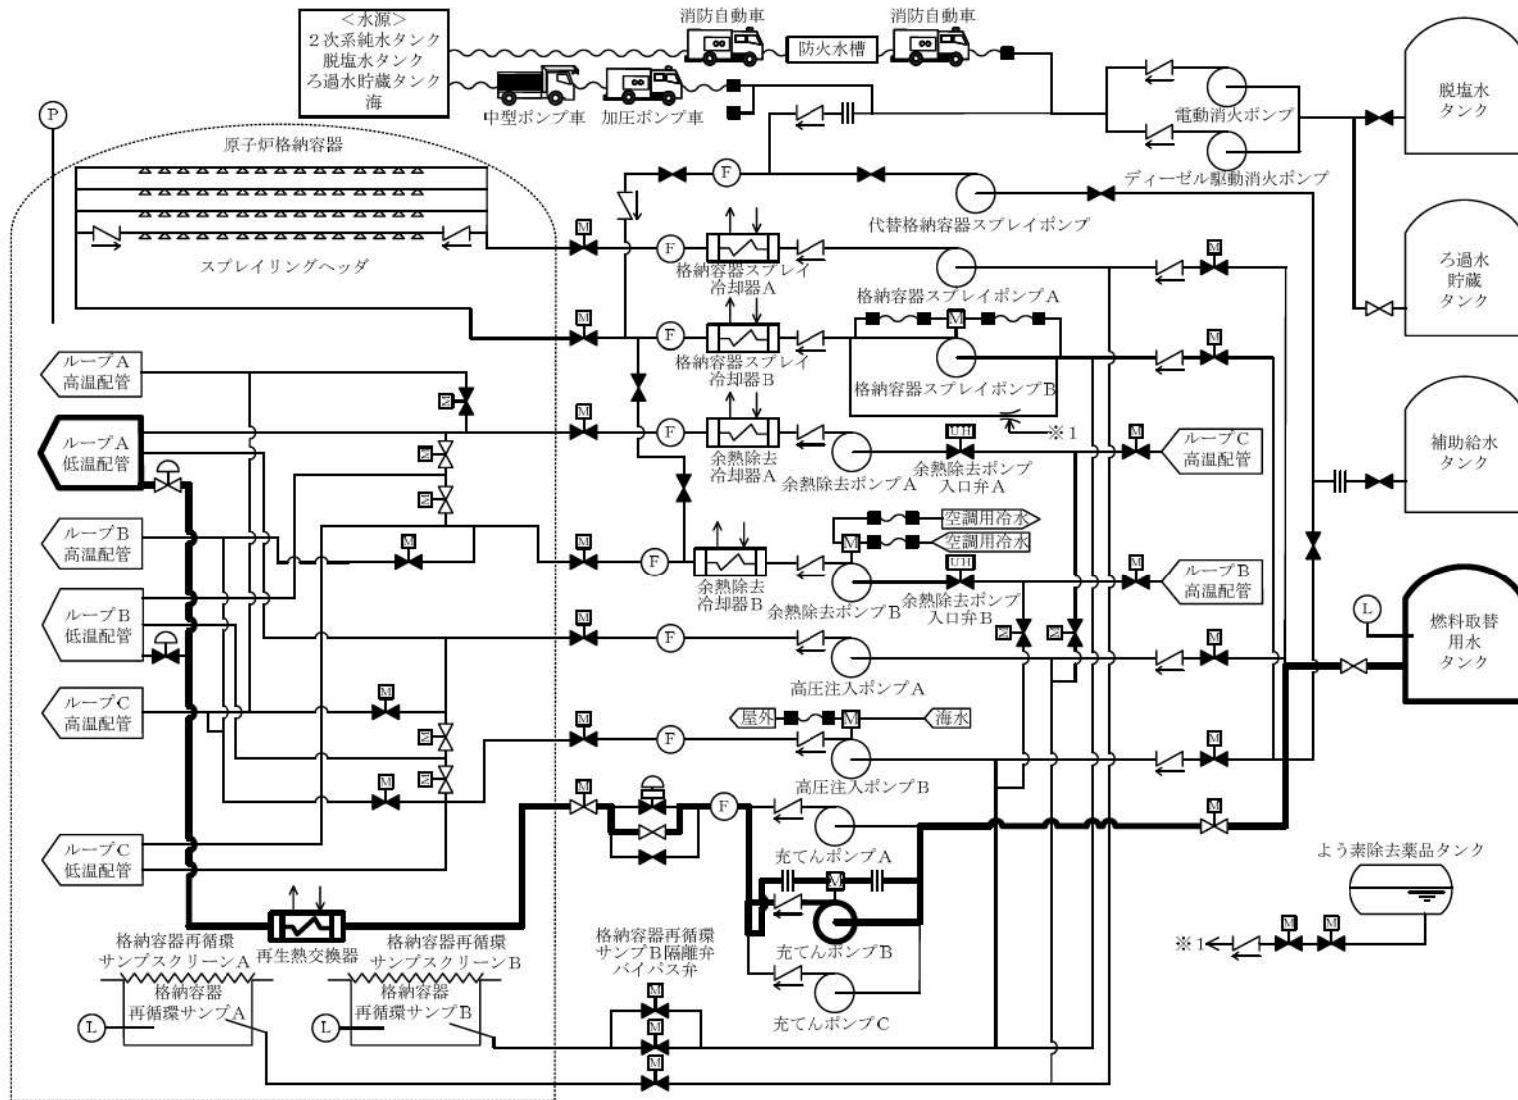 ＜水源＞
２次系純水タンク
脱塩水タンク
ろ過水貯蔵タンク
海
消防自動車
消防自動車
防火水槽
中型ポンプ車
加圧ポンプ車
電動消火ポンプ
ディーゼル駆動消火ポンプ
脱塩水
タンク
P
原子炉格納容器
スプレイリングヘッダ
F
代替格納容器スプレイポンプ
ろ過水
貯蔵
タンク
M
F
格納容器スプレイ
冷却器A
格納容器スプレイポンプA
M
M
F
格納容器スプレイ
冷却器B
M
格納容器スプレイポンプB
M
※1
ループA
高温配管
M
ループA
低温配管
M
M
M
F
余熱除去
冷却器A
余熱除去ポンプA
余熱除去ポンプ
入口弁A
M
ループC
高温配管
補助給水
タンク
ループB
高温配管
M
M
F
余熱除去
冷却器B
M
空調用冷水
空調用冷水
余熱除去ポンプB
余熱除去ポンプ
入口弁B
M
ループB
高温配管
ループB
低温配管
M
M
M
F
高圧注入ポンプA
M
L
燃料取替
用水
タンク
ループC
高温配管
M
M
M
M
M
F
屋外
M
海水
高圧注入ポンプB
M
ループC
低温配管
M
F
充てんポンプA
M
M
充てんポンプB
充てんポンプC
よう素除去薬品タンク
※1
M
M
再生熱交換器
格納容器再循環
サンプスクリーンA
格納容器再循環
サンプスクリーンB
格納容器
再循環サンプA
L
格納容器
再循環サンプB
L
格納容器再循環
サンプB隔離弁
バイパス弁
M
M
M